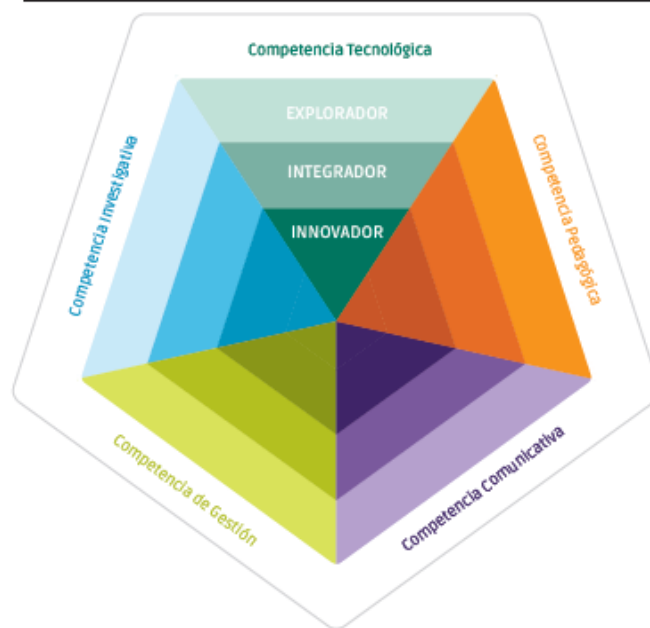 Competencia Tecnológica
EXPLORADOR
INTEGRADOR
INNOVADOR
Competencia Investigativa
Competencia Pedagógica
Competencia de Gestión
Competencia Comunicativa